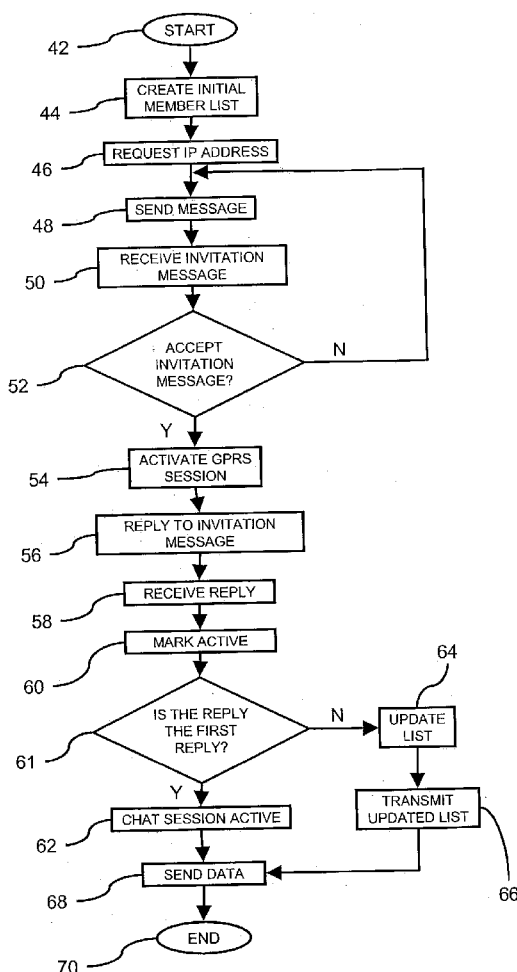 START
42
CREATE INITIAL
MEMBER LIST
44
REQUEST IP ADDRESS
46
SEND MESSAGE
48
RECEIVE INVITATION
MESSAGE
50
ACCEPT
INVITATION
MESSAGE?
N
52
Y
ACTIVATE GPRS
SESSION
54
REPLY TO INVITATION
MESSAGE
56
RECEIVE REPLY
58
MARK ACTIVE
60
64
IS THE REPLY
THE FIRST
REPLY?
N
UPDATE
LIST
61
Y
CHAT SESSION ACTIVE
TRANSMIT
UPDATED LIST
62
SEND DATA
68
66
END
70